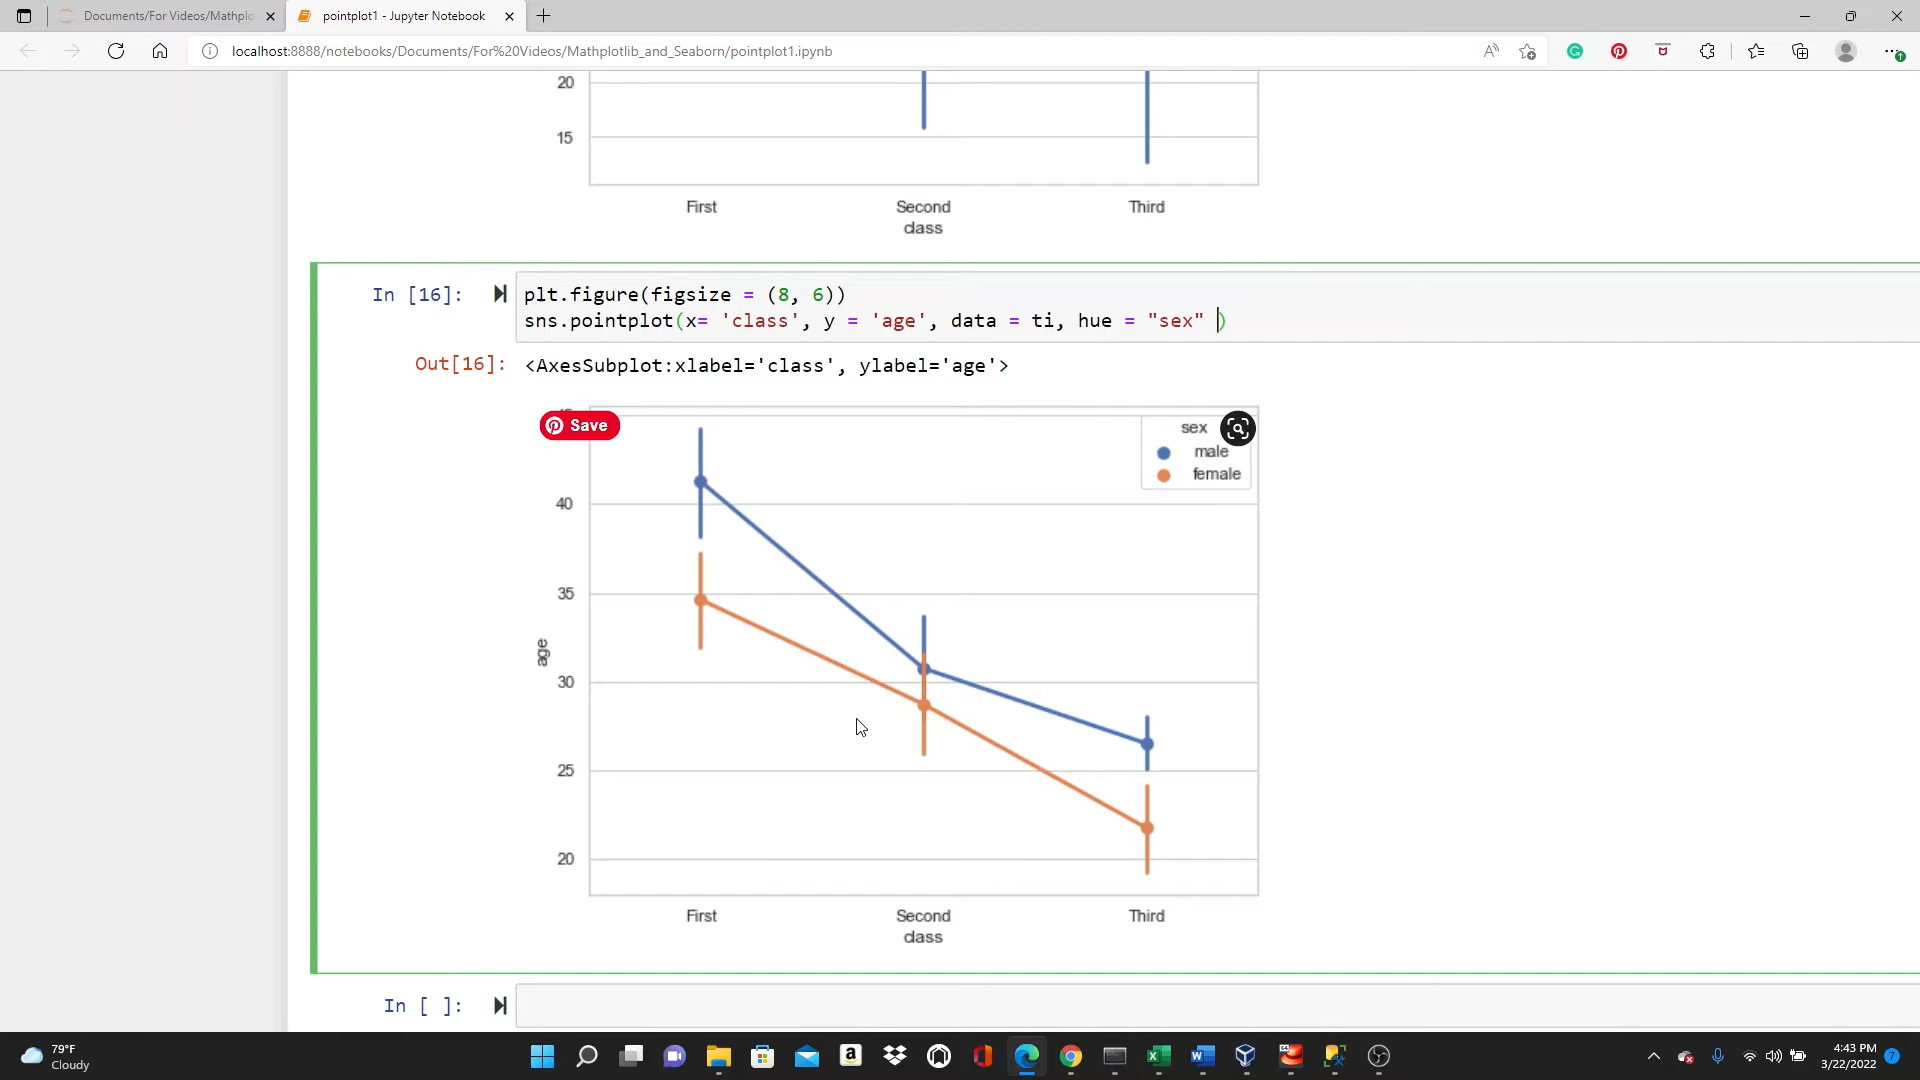 Documents/For Videos/Mathplo
pointplot1 - Jupyter Notebook
localhost:8888/notebooks/Documents/For%20Videos/Mathplotlib_and_Seaborn/pointplot1.ipynb
20
15
First
Second
Third
class
In [16]:
plt.figure(figsize = (8, 6))
sns.pointplot(x= 'class', y = 'age', data = ti, hue = "sex" )
Out[16]:
<AxesSubplot:xlabel='class', ylabel='age'>
Save
sex
male
female
40
35
age
30
25
20
First
Second
Third
class
In [ ]:
79°F
Cloudy
4:43 PM
3/22/2022
7